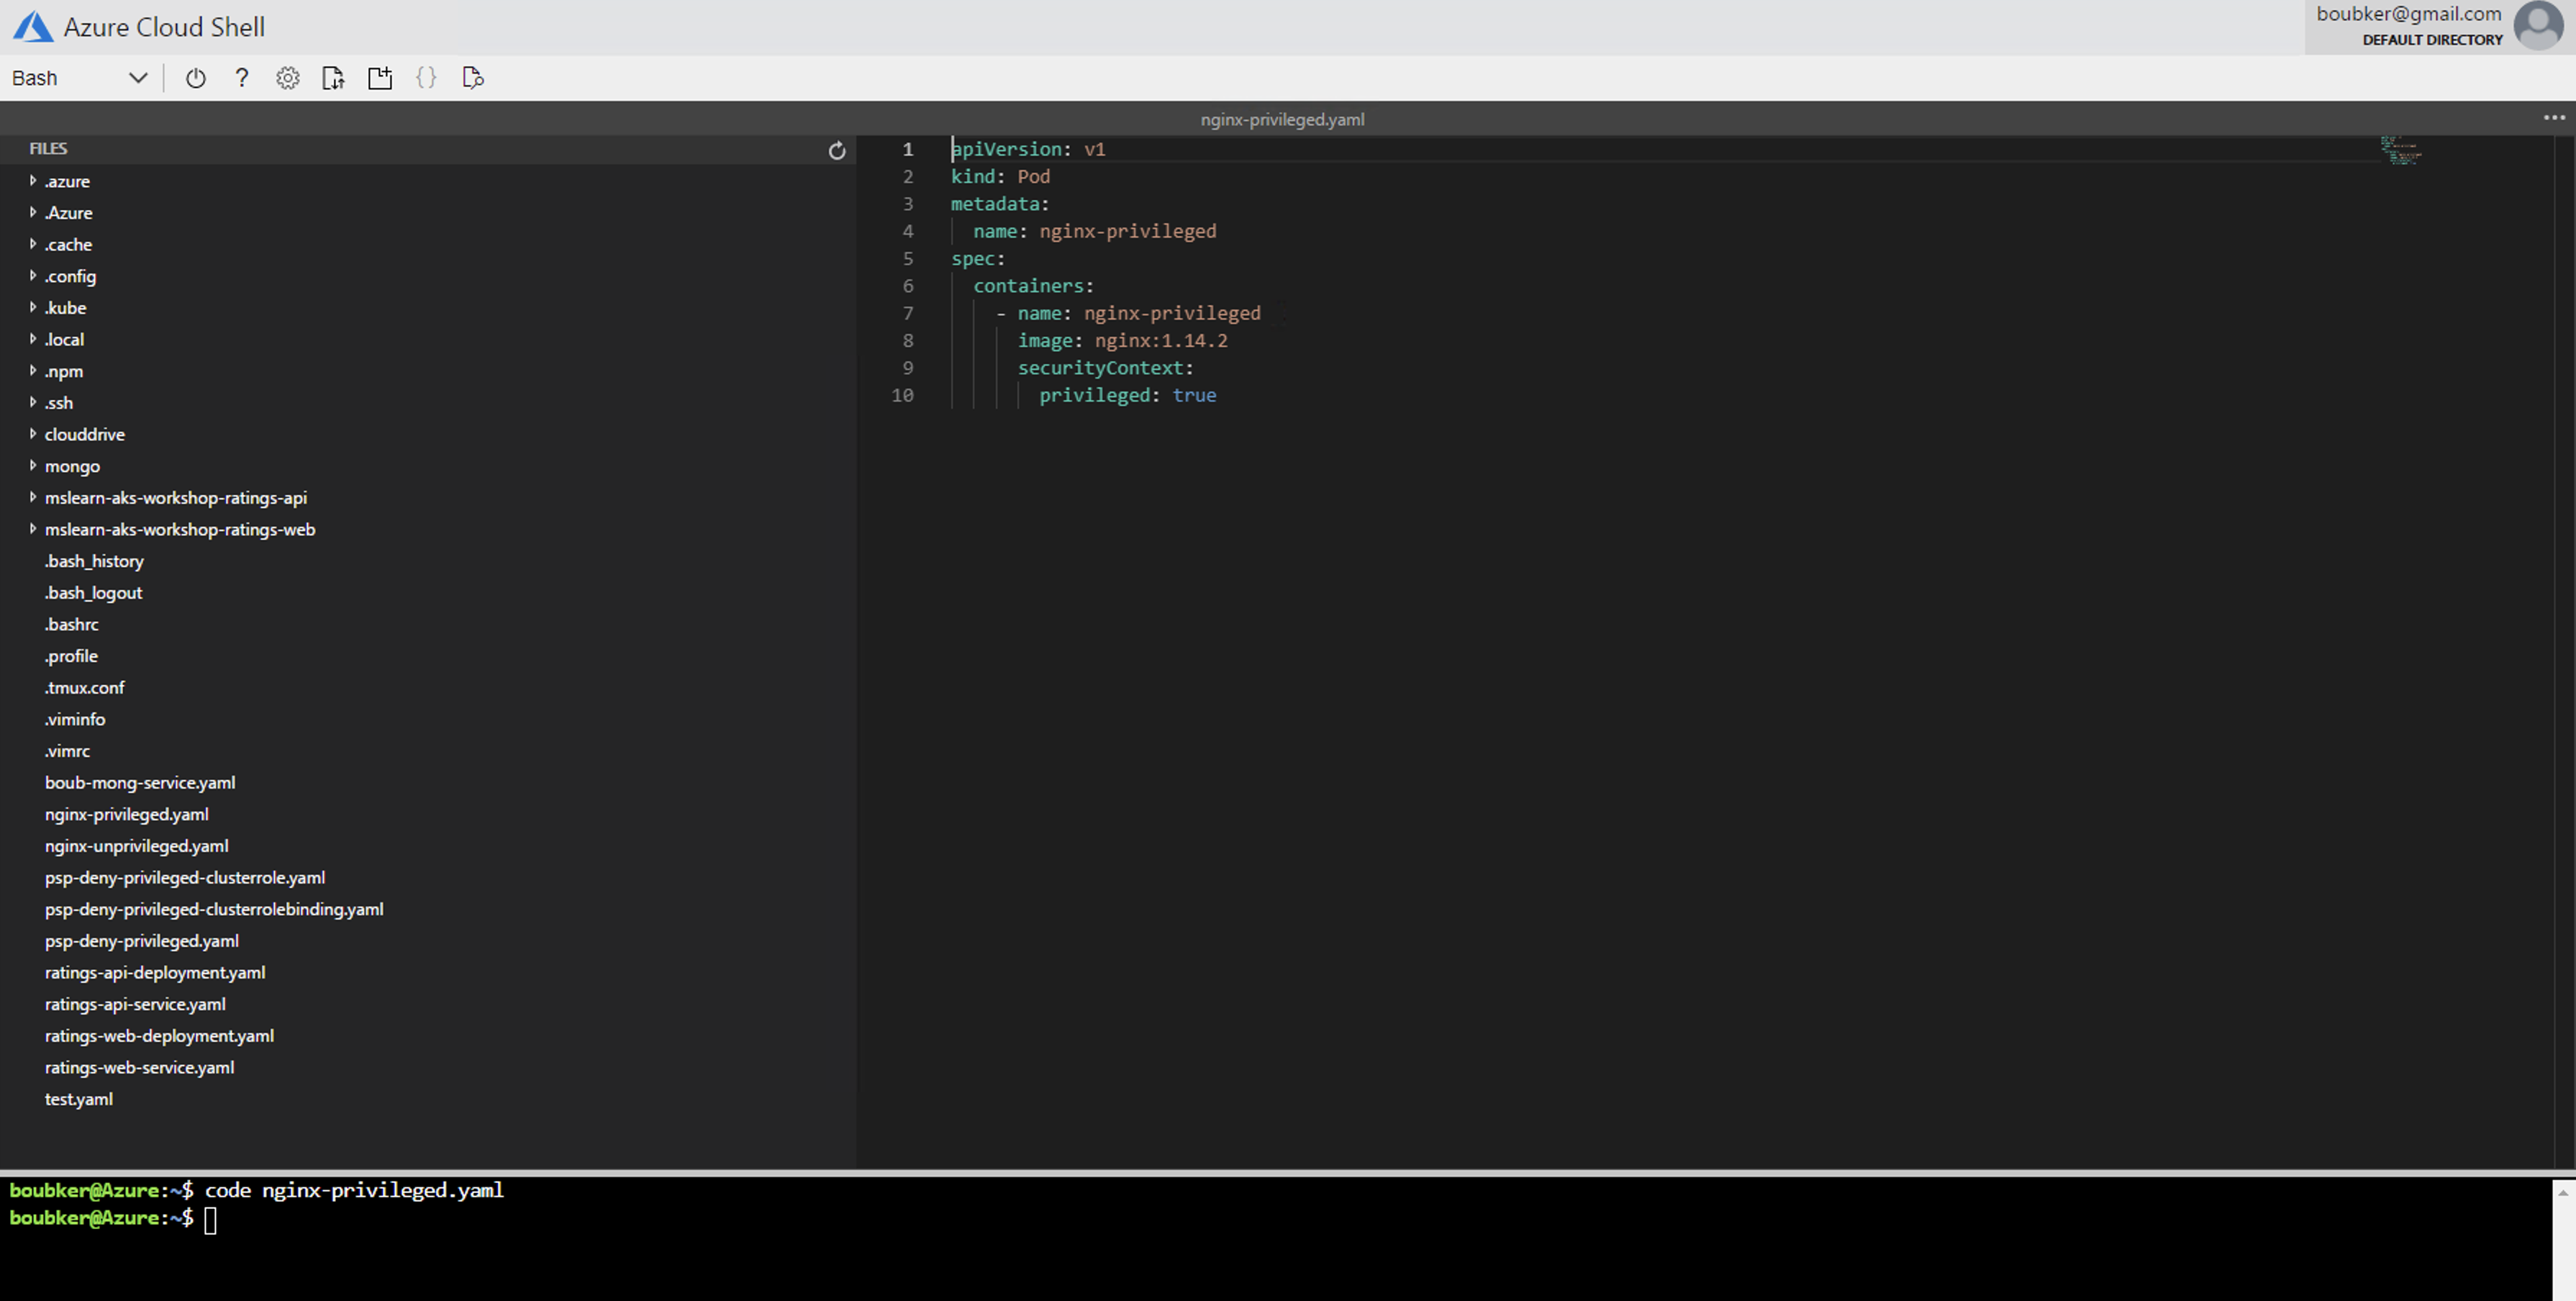 Azure Cloud Shell
boubker@gmail.com
DEFAULT DIRECTORY
Bash
?
{}
nginx-privileged.yaml
...
FILES
.azure
.Azure
.cache
.config
.kube
.local
.npm
.ssh
clouddrive
mongo
mslearn-aks-workshop-ratings-api
mslearn-aks-workshop-ratings-web
.bash_history
.bash_logout
.bashrc
.profile
.tmux.conf
.viminfo
.vimrc
boub-mong-service.yaml
nginx-privileged.yaml
nginx-unprivileged.yaml
psp-deny-privileged-clusterrole.yaml
psp-deny-privileged-clusterrolebinding.yaml
psp-deny-privileged.yaml
ratings-api-deployment.yaml
ratings-api-service.yaml
ratings-web-deployment.yaml
ratings-web-service.yaml
test.yaml
1 apiVersion: v1
2 kind: Pod
3 metadata:
4   name: nginx-privileged
5 spec:
6   containers:
7     - name: nginx-privileged
8       image: nginx:1.14.2
9       securityContext:
10         privileged: true
boubker@Azure:~$ code nginx-privileged.yaml
boubker@Azure:~$